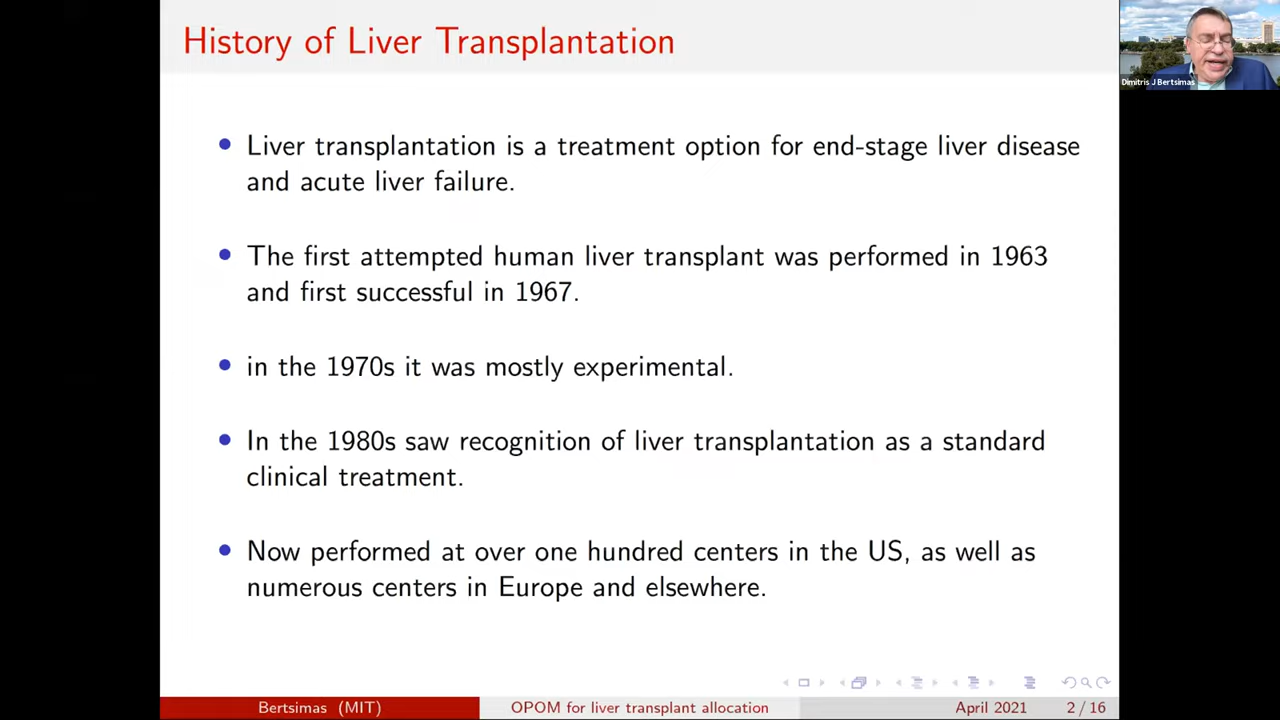 History of Liver Transplantation
Dimitris J Bertsimas
• Liver transplantation is a treatment option for end-stage liver disease
and acute liver failure.
• The first attempted human liver transplant was performed in 1963
and first successful in 1967.
• in the 1970s it was mostly experimental.
• In the 1980s saw recognition of liver transplantation as a standard
clinical treatment.
• Now performed at over one hundred centers in the US, as well as
numerous centers in Europe and elsewhere.
Bertsimas (MIT) OPOM for liver transplant allocation April 2021 2 / 16